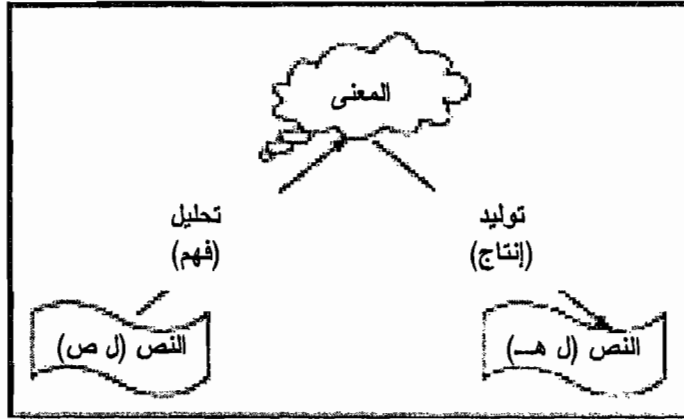 المعنى
تحليل
(فهم)
توليد
(إنتاج)
النص (ل ص)
النص (ل هـ)